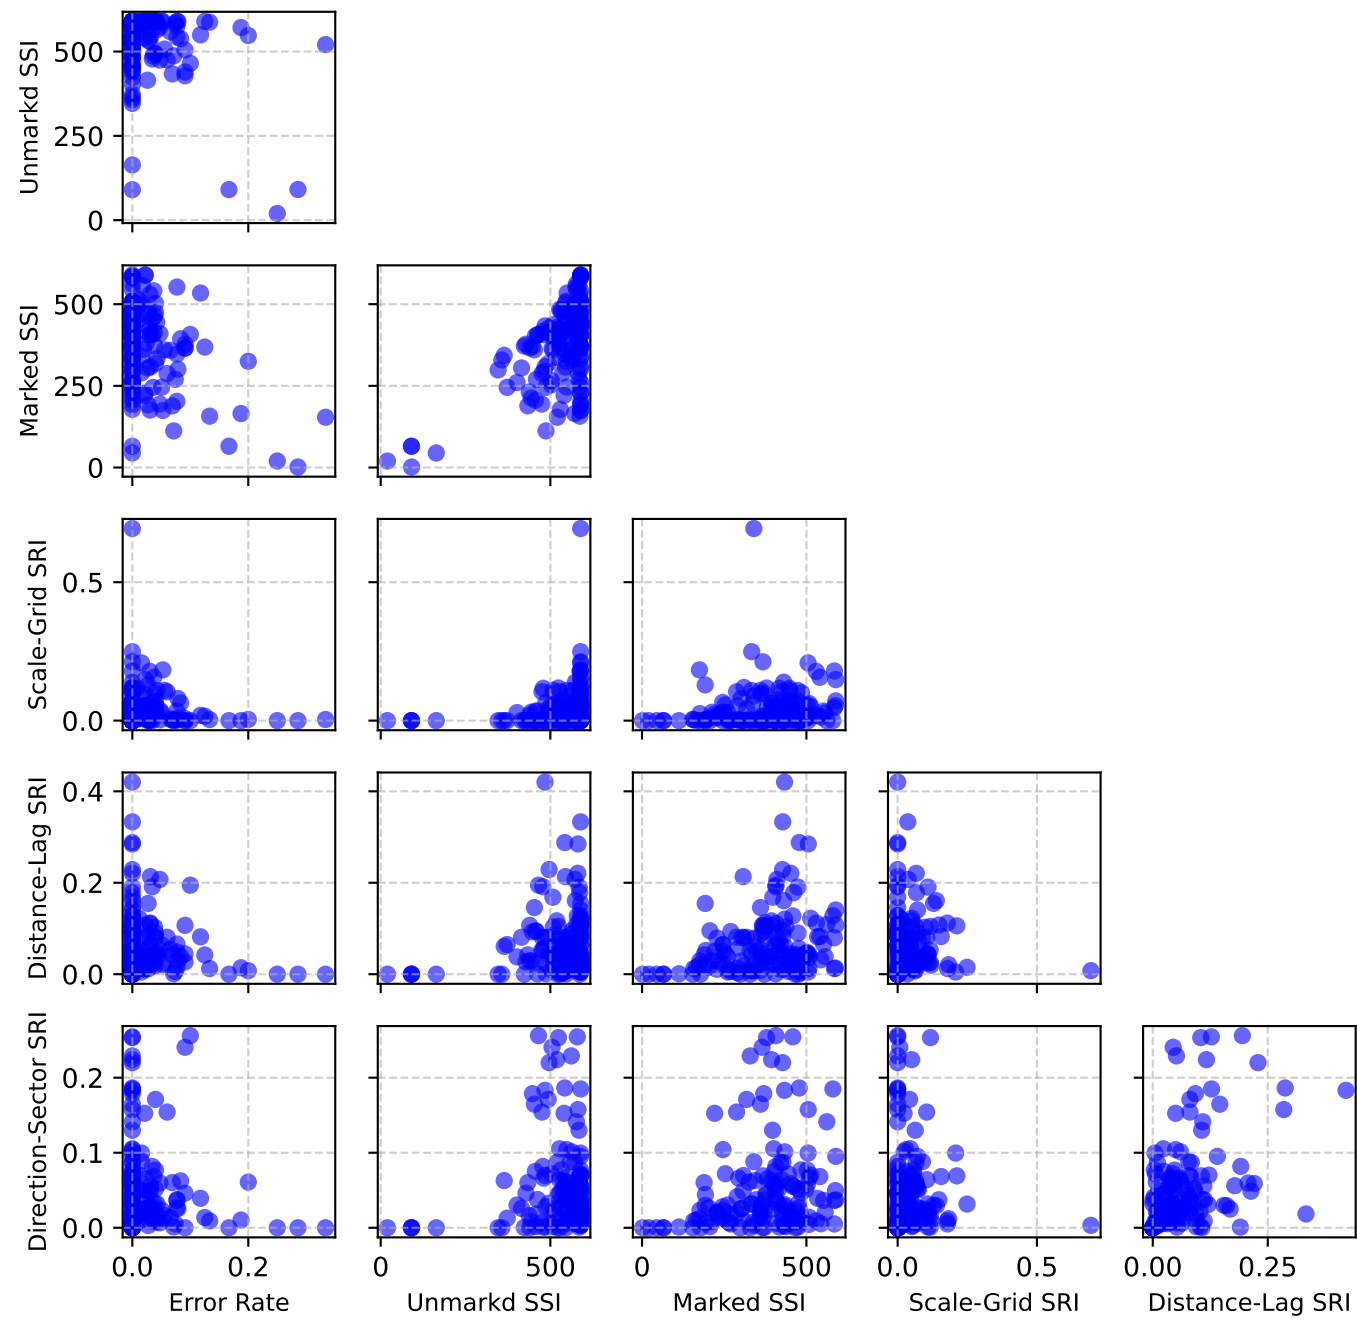 Unmarkd SSI
500
250
0
Marked SSI
500
250
0
Scale-Grid SRI
0.5
0.0
Distance-Lag SRI
0.4
0.2
0.0
Direction-Sector SRI
0.2
0.1
0.0
0.0 0.2 0 500 0 500 0.0 0.5 0.00 0.25
Error Rate Unmarkd SSI Marked SSI Scale-Grid SRI Distance-Lag SRI